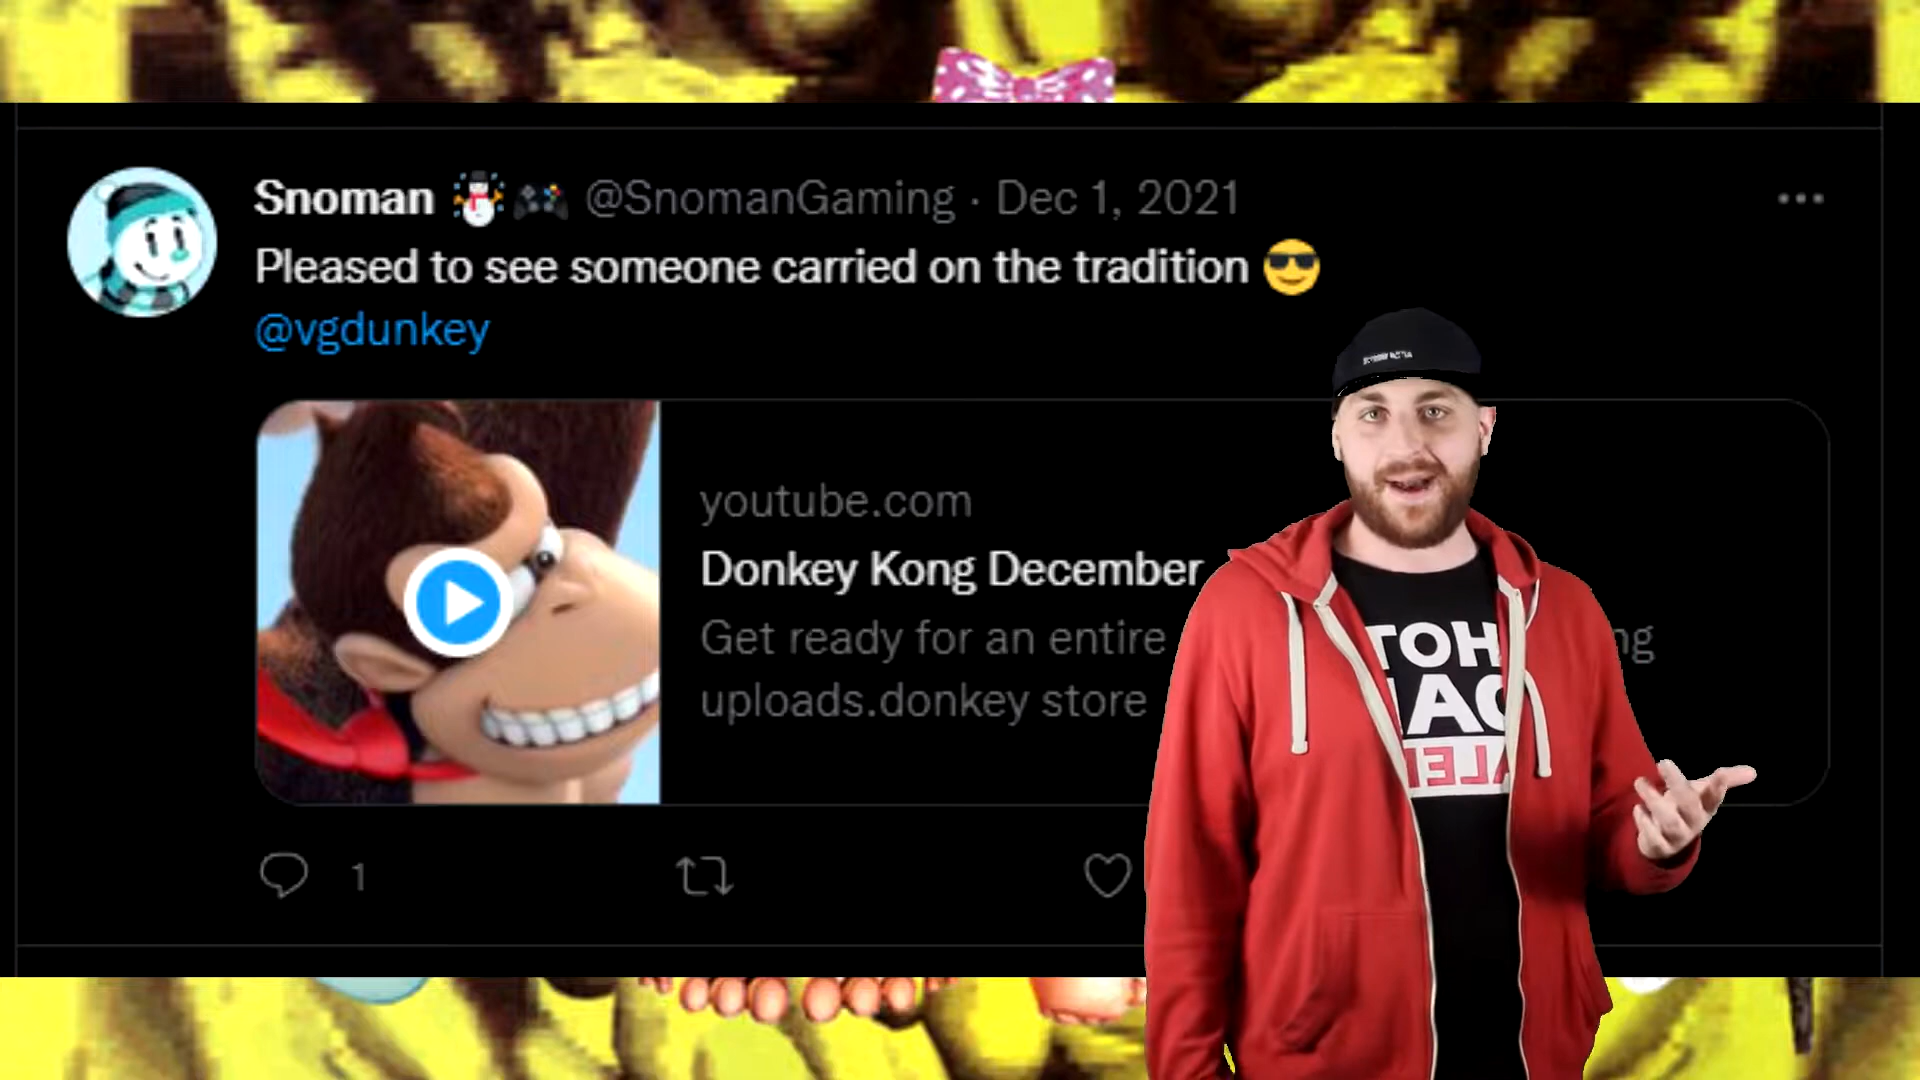 Snoman ☃️🎮 @SnomanGaming · Dec 1, 2021
Pleased to see someone carried on the tradition 😎
@vgdunkey
youtube.com
Donkey Kong December
Get ready for an entire ng
uploads.donkey store
1
HOT